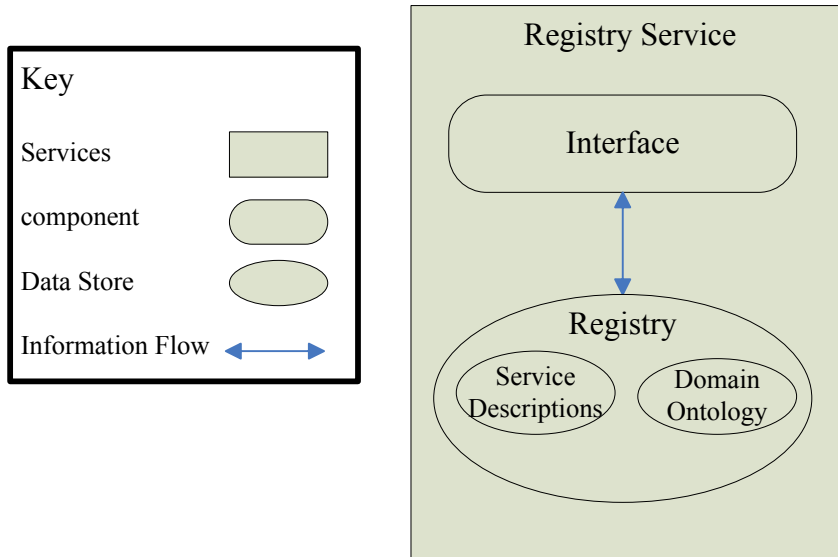 Key
Services
component
Data Store
Information Flow
Registry Service
Interface
Registry
Service
Descriptions
Domain
Ontology